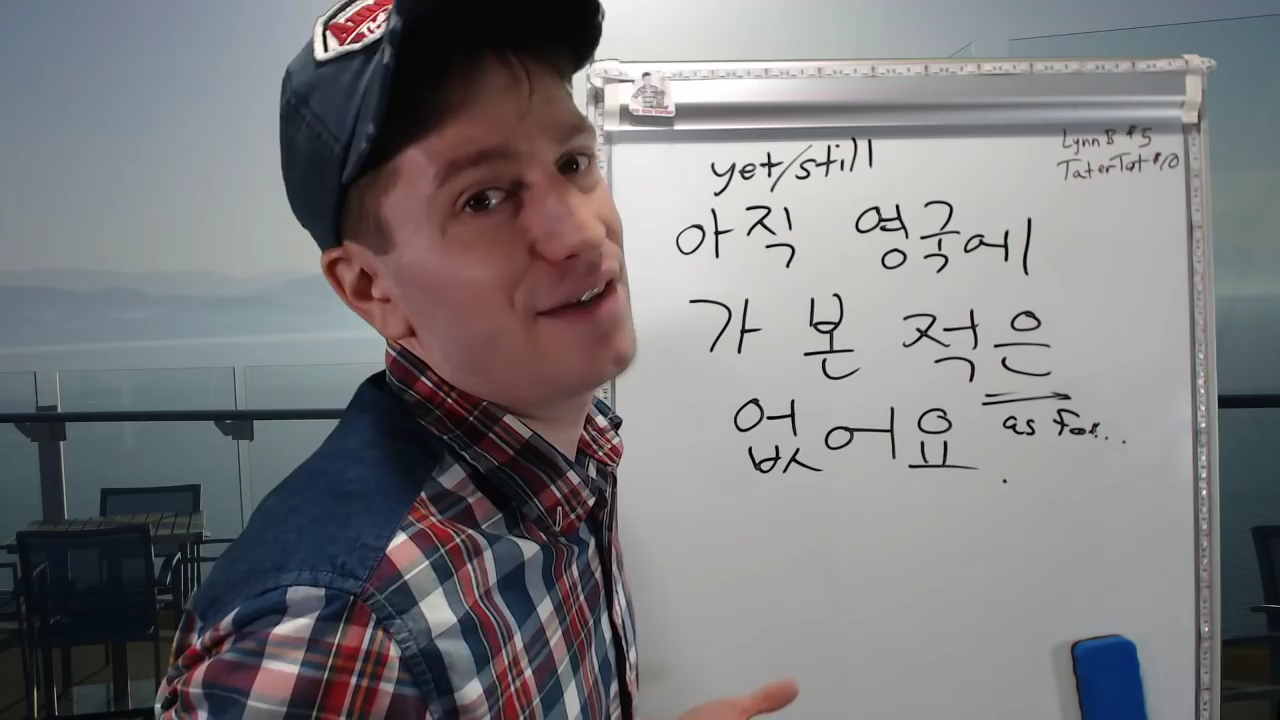 yet/still
LynnB $5
TaterTot $10
아직 영국에
가 본 적은
없어요.
as for...